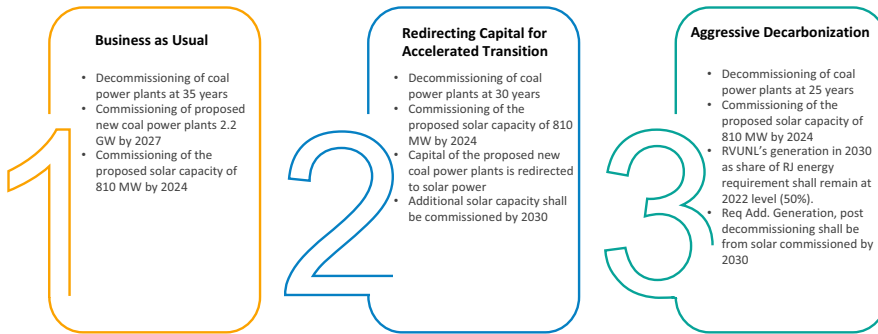 1
Business as Usual
• Decommissioning of coal
power plants at 35 years
• Commissioning of proposed
new coal power plants 2.2
GW by 2027
• Commissioning of the
proposed solar capacity of
810 MW by 2024
2
Redirecting Capital for
Accelerated Transition
• Decommissioning of coal
power plants at 30 years
• Commissioning of the
proposed solar capacity of 810
MW by 2024
• Capital of the proposed new
coal power plants is redirected
to solar power
• Additional solar capacity shall
be commissioned by 2030
3
Aggressive Decarbonization
• Decommissioning of coal
power plants at 25 years
• Commissioning of the
proposed solar capacity of
810 MW by 2024
• RVUNL's generation in 2030
as share of RJ energy
requirement shall remain at
2022 level (50%).
• Req Add. Generation, post
decommissioning shall be
from solar commissioned by
2030